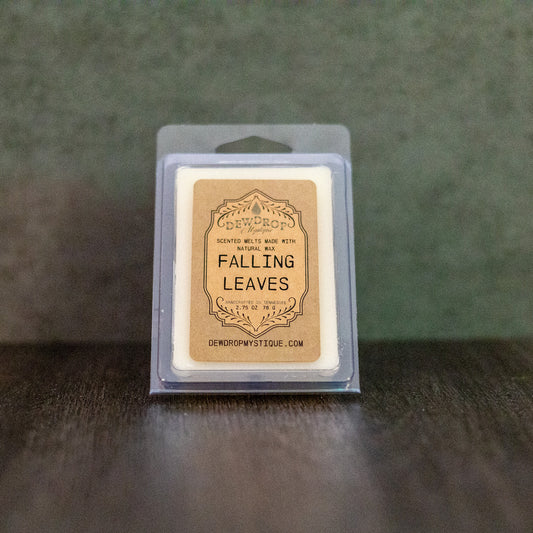 DEWDROP
Mystique
SCENTED MELTS MADE WITH
NATURAL WAX
FALLING
LEAVES
HANDCRAFTED IN TENNESSEE
2.75 OZ 78 G
DEWDROPMYSTIQUE.COM